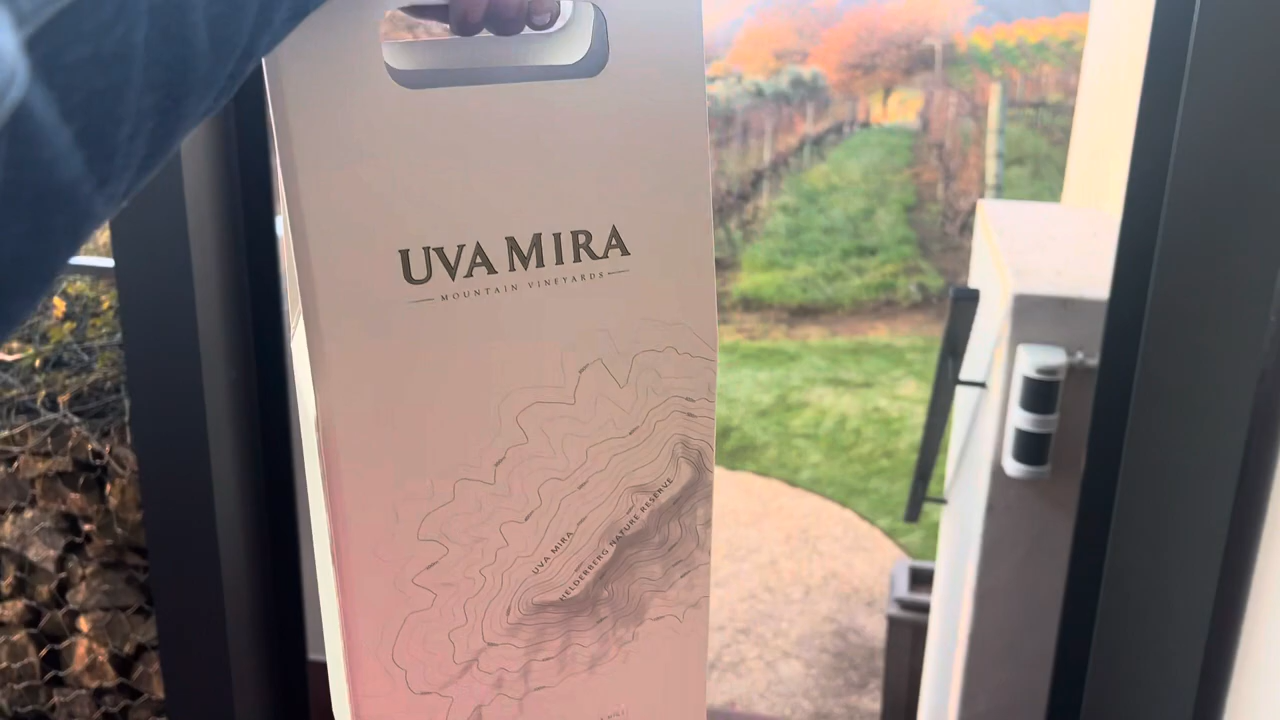 UVA MIRA
MOUNTAIN VINEYARDS
UVA MIRA
HELDERBERG NATURE RESERVE